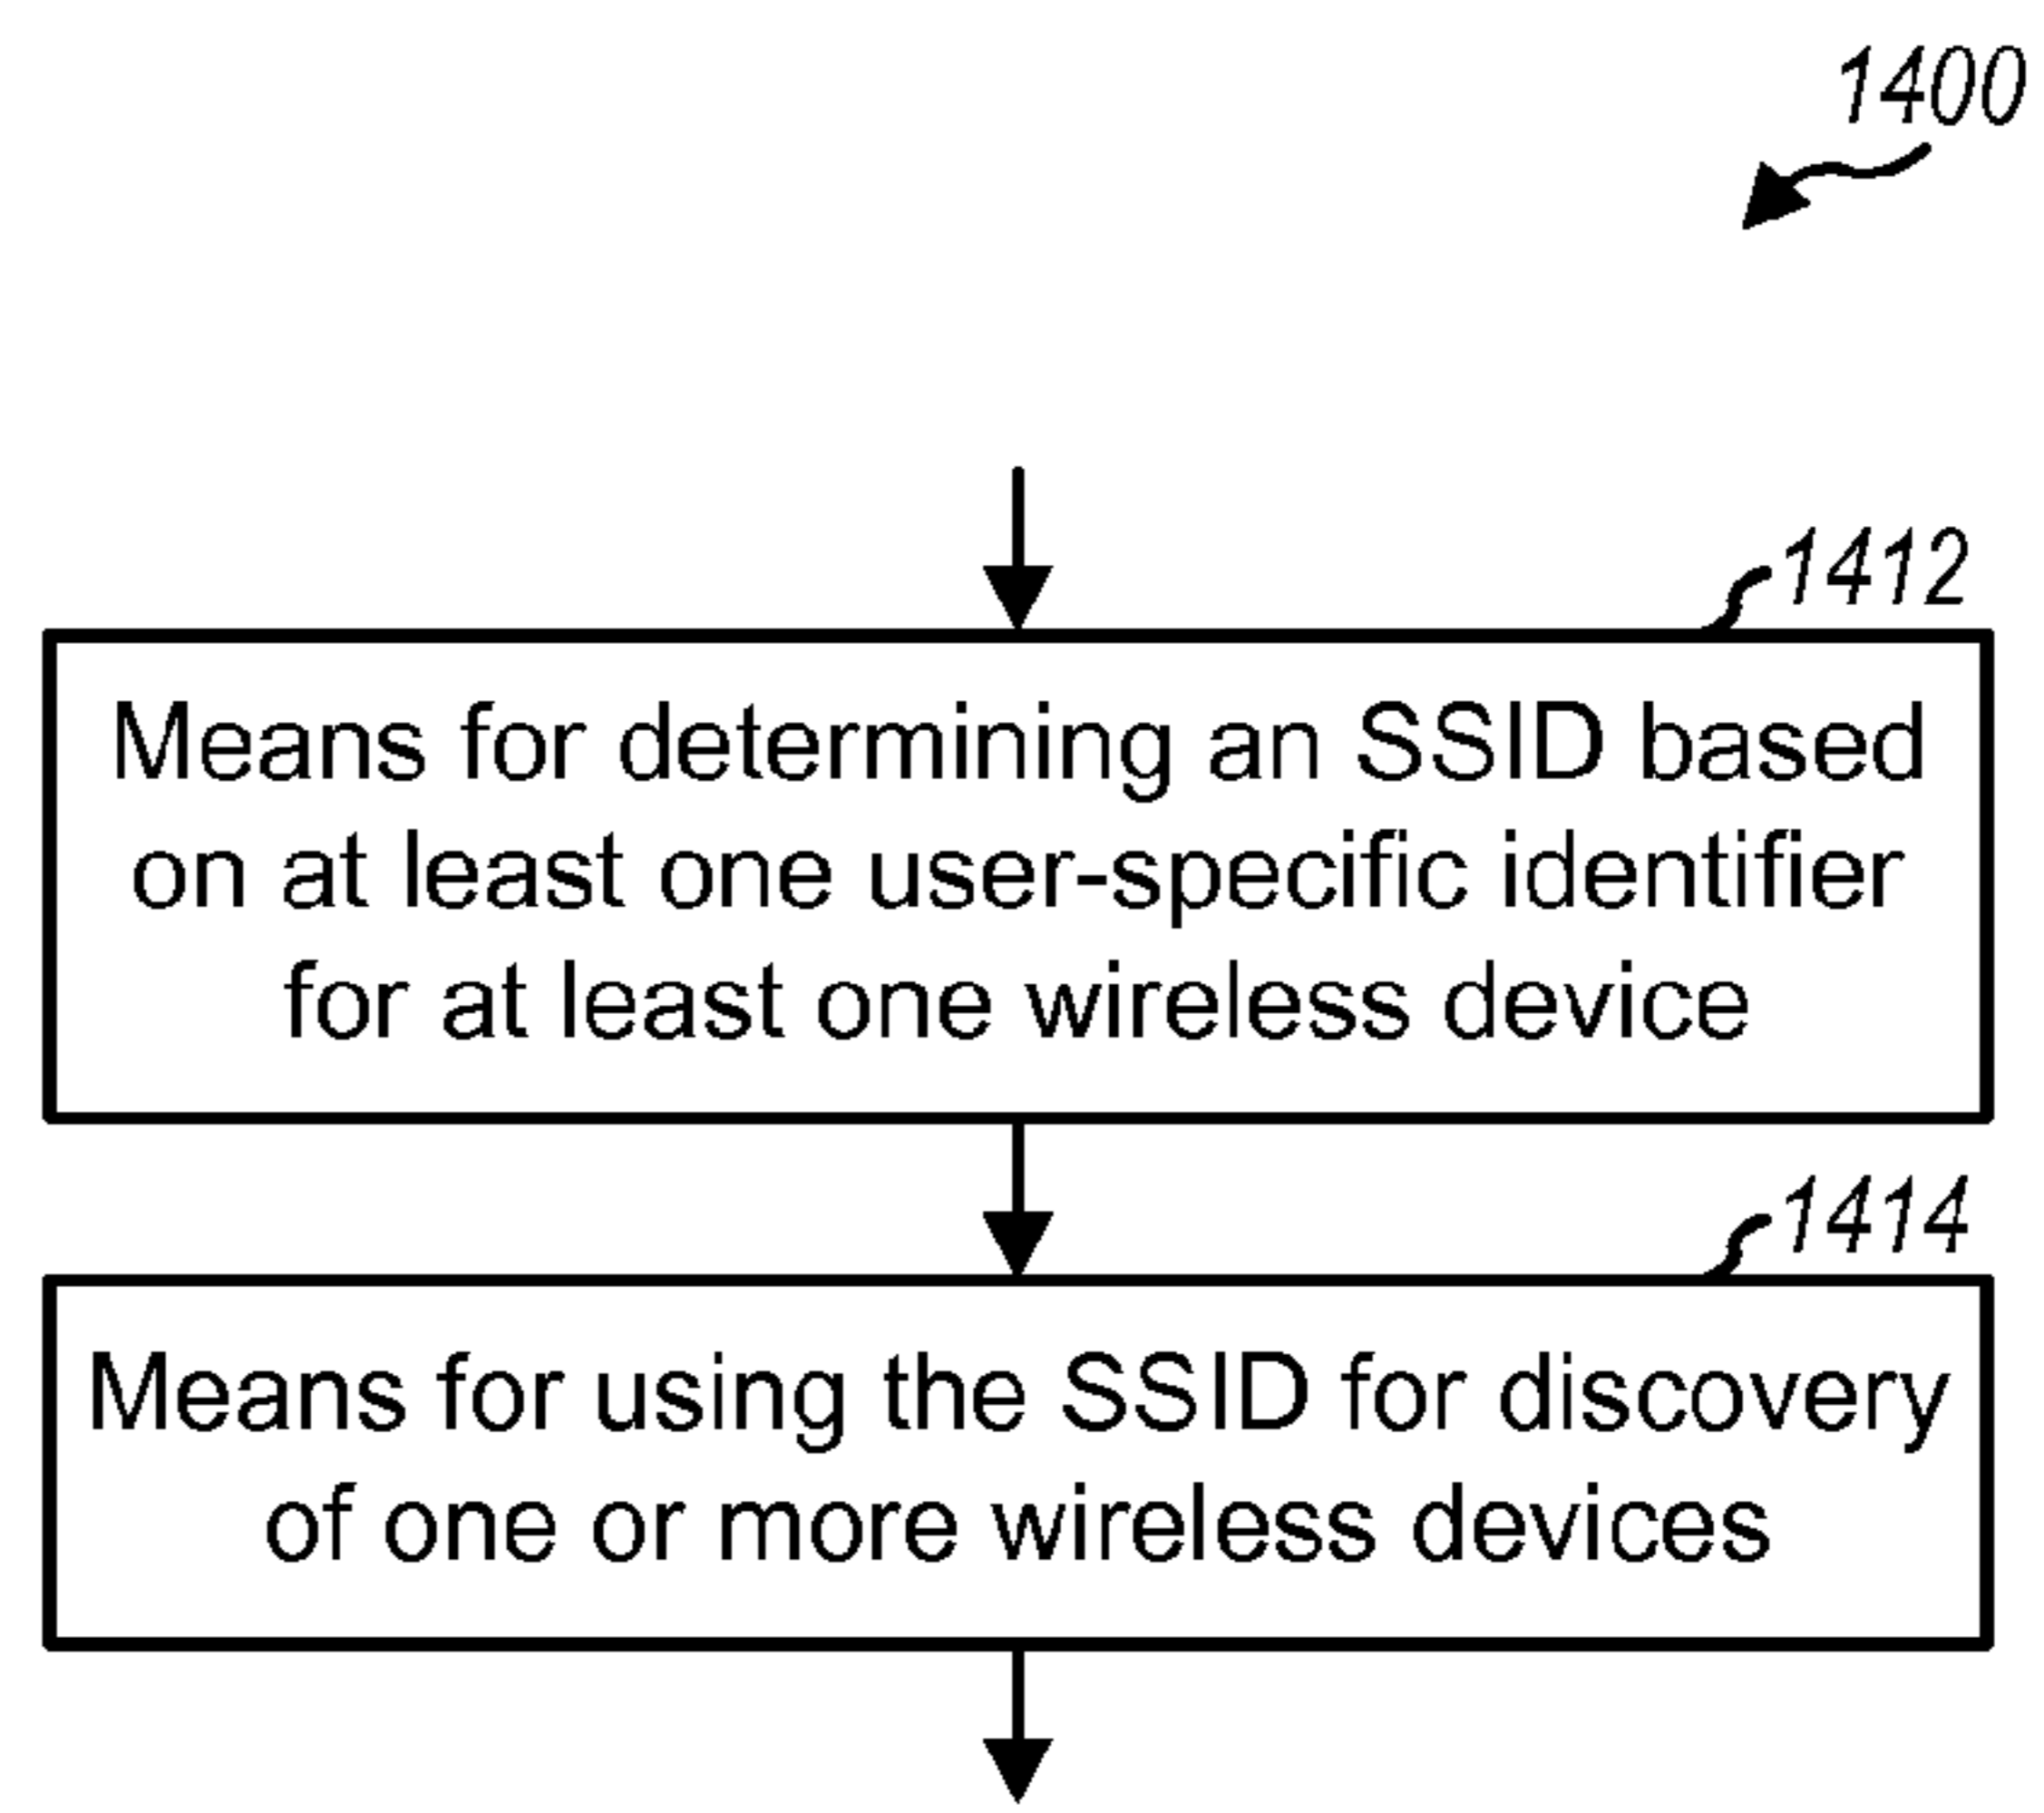 1400
1412
Means for determining an SSID based
on at least one user-specific identifier
for at least one wireless device
1414
Means for using the SSID for discovery
of one or more wireless devices